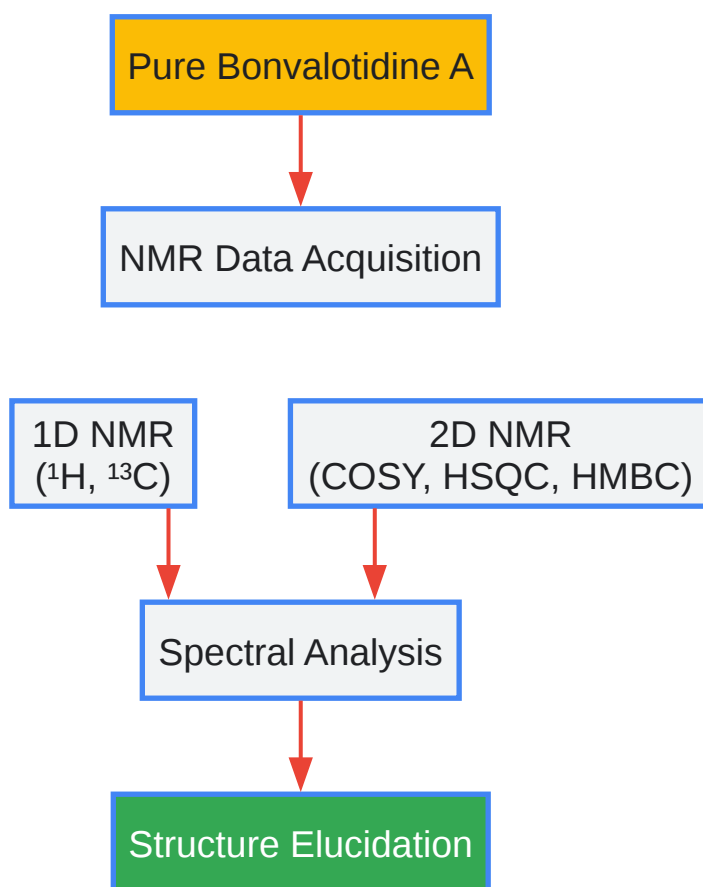 Pure Bonvalotidine A
NMR Data Acquisition
1D NMR
(¹H, ¹³C)
2D NMR
(COSY, HSQC, HMBC)
Spectral Analysis
Structure Elucidation